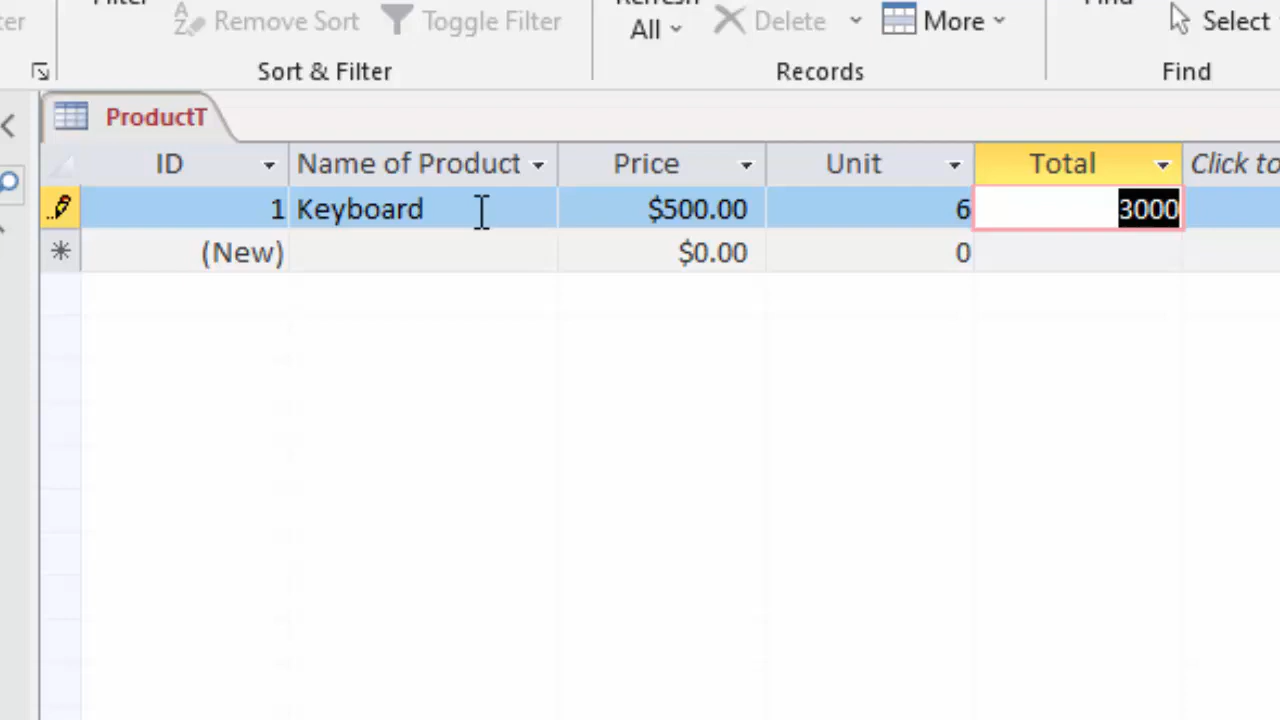 Remove Sort
Toggle Filter
All
Delete
More
Select
Sort & Filter
Records
Find
ProductT
ID
Name of Product
Price
Unit
Total
Click to
1
Keyboard
$500.00
6
3000
(New)
$0.00
0